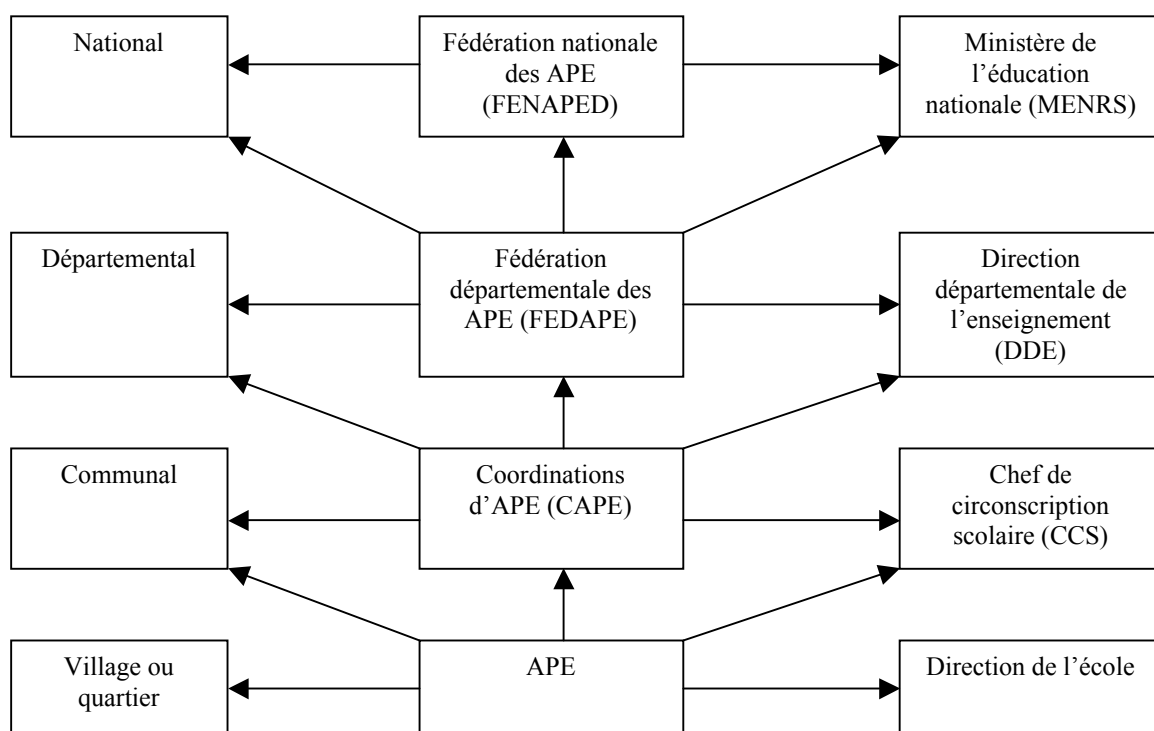 National
Fédération nationale
des APE
(FENAPED)
Ministère de
l’éducation
nationale (MENRS)
Départemental
Fédération
départementale des
APE (FEDAPE)
Direction
départementale de
l’enseignement
(DDE)
Communal
Coordinations
d’APE (CAPE)
Chef de
circonscription
scolaire (CCS)
Village ou
quartier
APE
Direction de l’école